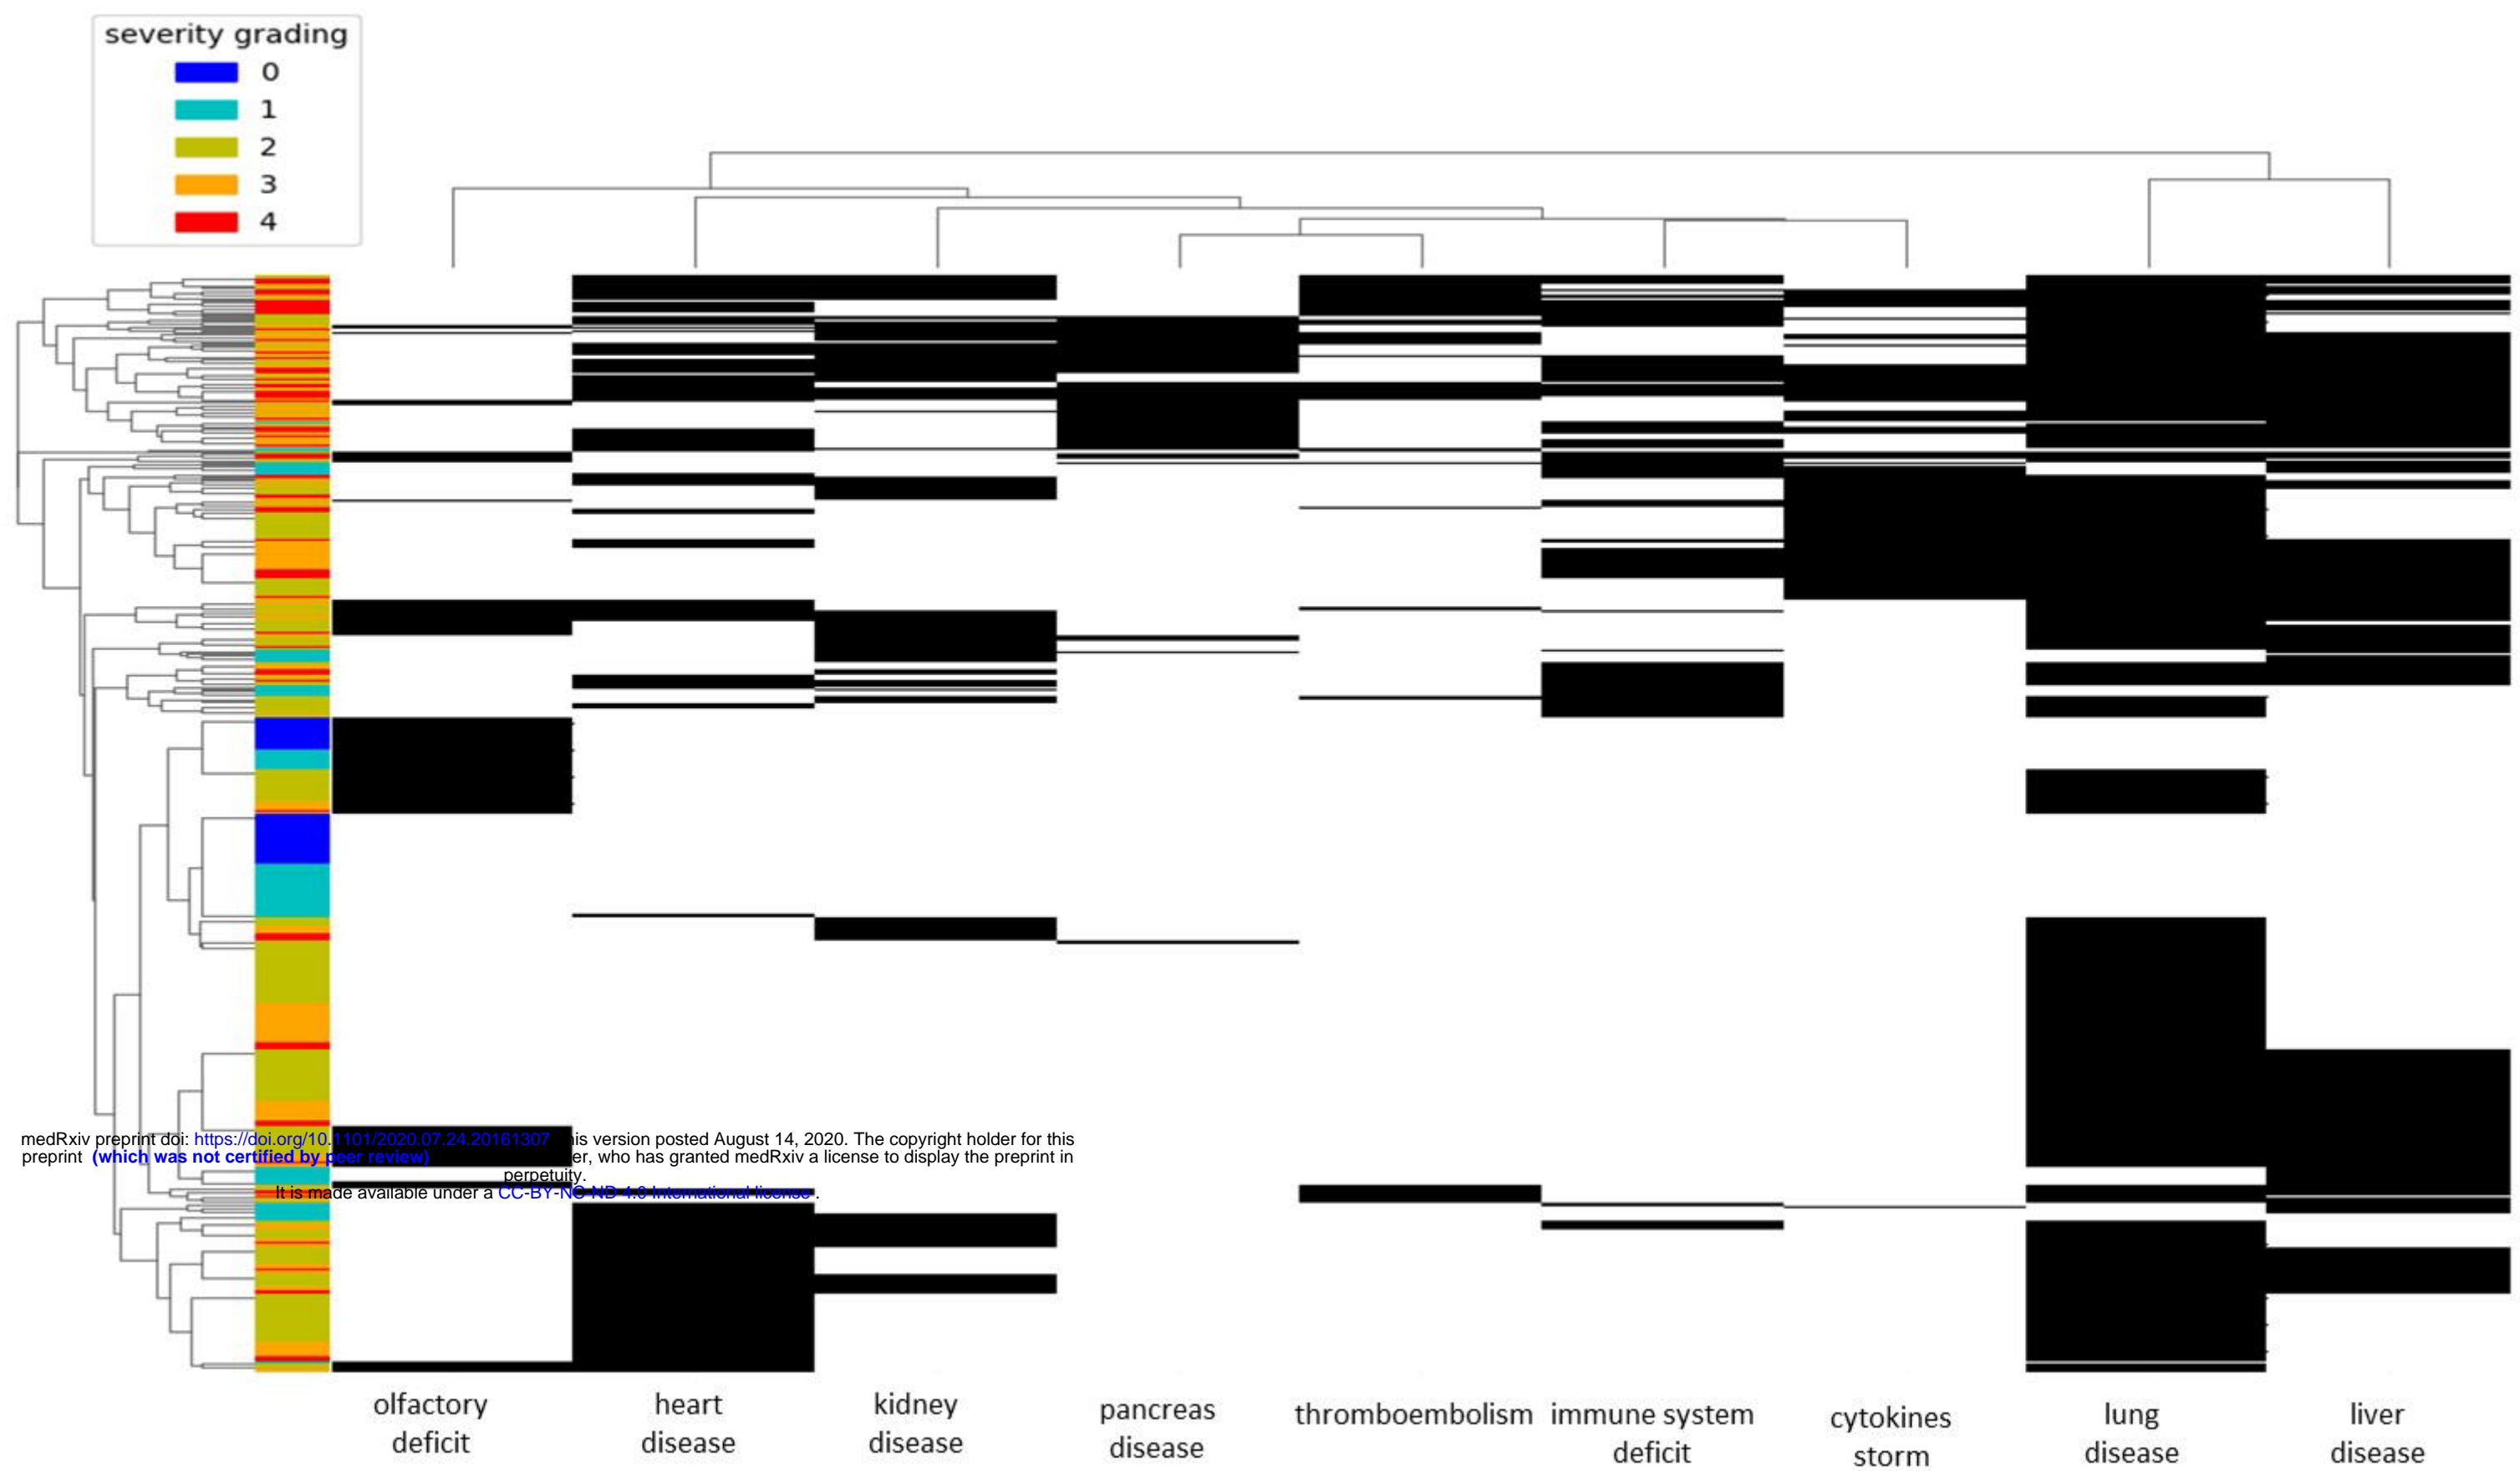 severity grading
0
1
2
3
4
medRxiv preprint doi: https://doi.org/10.1101/2020.07.24.20161307 his version posted August 14, 2020. The copyright holder for this
preprint (which was not certified by peer review) er, who has granted medRxiv a license to display the preprint in
perpetuity.
It is made available under a CC-BY-NC-ND 4.0 International license .
olfactory deficit
heart disease
kidney disease
pancreas disease
thromboembolism
immune system deficit
cytokines storm
lung disease
liver disease